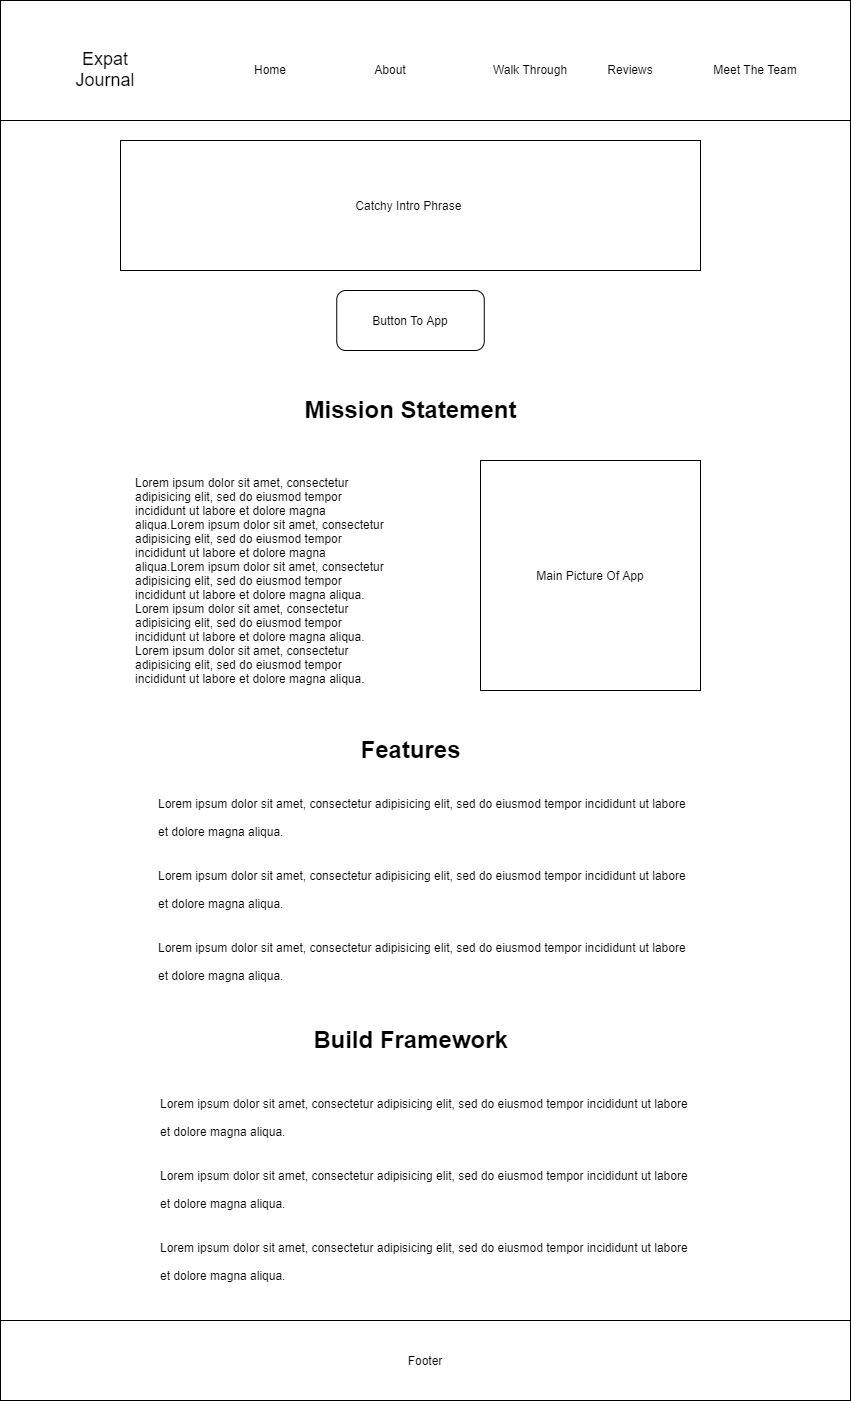 Expat
Journal
Home
About
Walk Through
Reviews
Meet The Team
Catchy Intro Phrase
Button To App
Mission Statement
Lorem ipsum dolor sit amet, consectetur
adipisicing elit, sed do eiusmod tempor
incididunt ut labore et dolore magna
aliqua.Lorem ipsum dolor sit amet, consectetur
adipisicing elit, sed do eiusmod tempor
incididunt ut labore et dolore magna
aliqua.Lorem ipsum dolor sit amet, consectetur
adipisicing elit, sed do eiusmod tempor
incididunt ut labore et dolore magna aliqua.
Lorem ipsum dolor sit amet, consectetur
adipisicing elit, sed do eiusmod tempor
incididunt ut labore et dolore magna aliqua.
Lorem ipsum dolor sit amet, consectetur
adipisicing elit, sed do eiusmod tempor
incididunt ut labore et dolore magna aliqua.
Main Picture Of App
Features
Lorem ipsum dolor sit amet, consectetur adipisicing elit, sed do eiusmod tempor incididunt ut labore
et dolore magna aliqua.
Lorem ipsum dolor sit amet, consectetur adipisicing elit, sed do eiusmod tempor incididunt ut labore
et dolore magna aliqua.
Lorem ipsum dolor sit amet, consectetur adipisicing elit, sed do eiusmod tempor incididunt ut labore
et dolore magna aliqua.
Build Framework
Lorem ipsum dolor sit amet, consectetur adipisicing elit, sed do eiusmod tempor incididunt ut labore
et dolore magna aliqua.
Lorem ipsum dolor sit amet, consectetur adipisicing elit, sed do eiusmod tempor incididunt ut labore
et dolore magna aliqua.
Lorem ipsum dolor sit amet, consectetur adipisicing elit, sed do eiusmod tempor incididunt ut labore
et dolore magna aliqua.
Footer